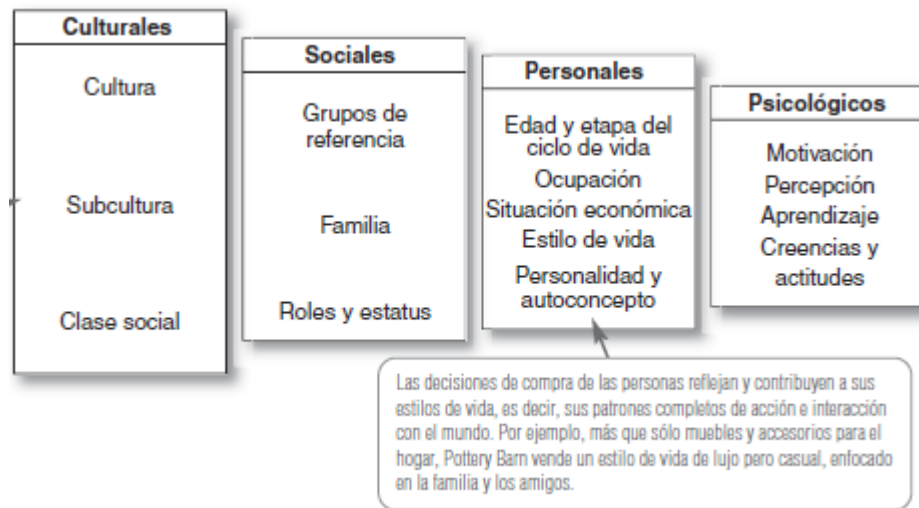 Culturales
Cultura
Subcultura
Clase social
Sociales
Grupos de
referencia
Familia
Roles y estatus
Personales
Edad y etapa del
ciclo de vida
Ocupación
Situación económica
Estilo de vida
Personalidad y
autoconcepto
Psicológicos
Motivación
Percepción
Aprendizaje
Creencias y
actitudes
Las decisiones de compra de las personas reflejan y contribuyen a sus
estilos de vida, es decir, sus patrones completos de acción e interacción
con el mundo. Por ejemplo, más que sólo muebles y accesorios para el
hogar, Pottery Barn vende un estilo de vida de lujo pero casual, enfocado
en la familia y los amigos.